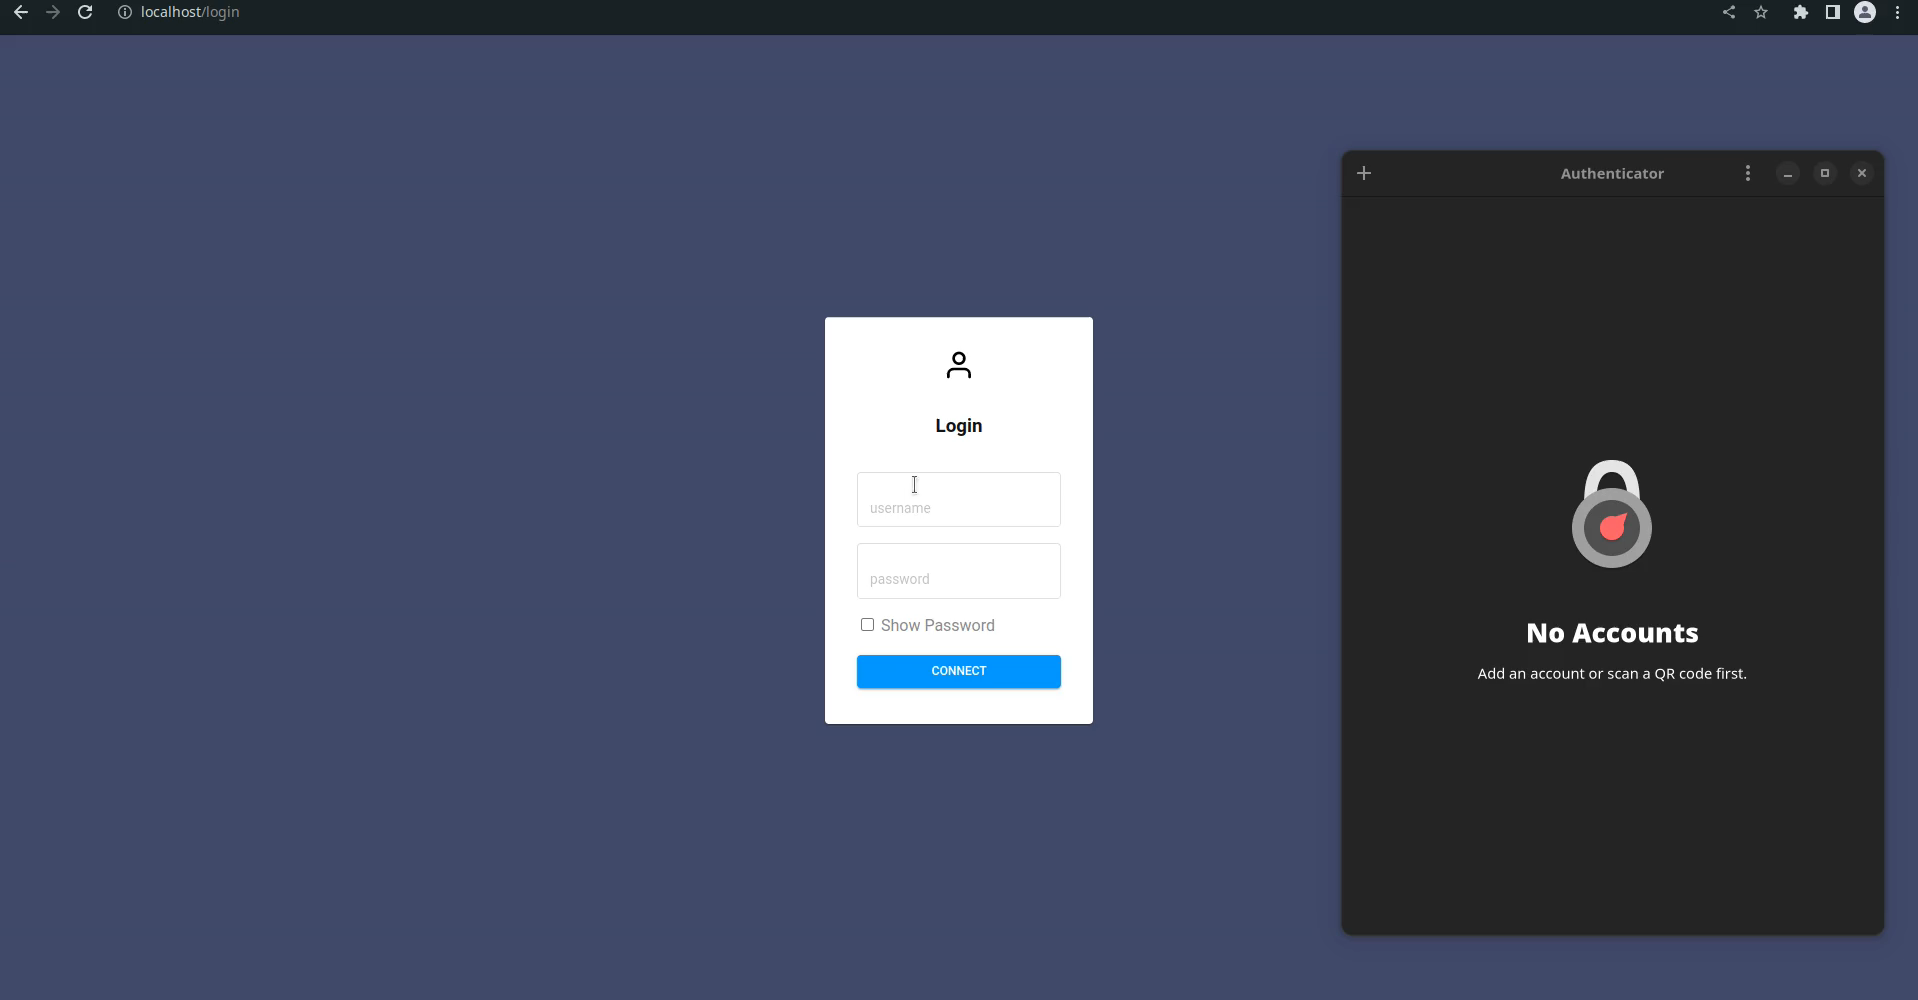 localhost/login
Login
username
password
Show Password
CONNECT
Authenticator
No Accounts
Add an account or scan a QR code first.